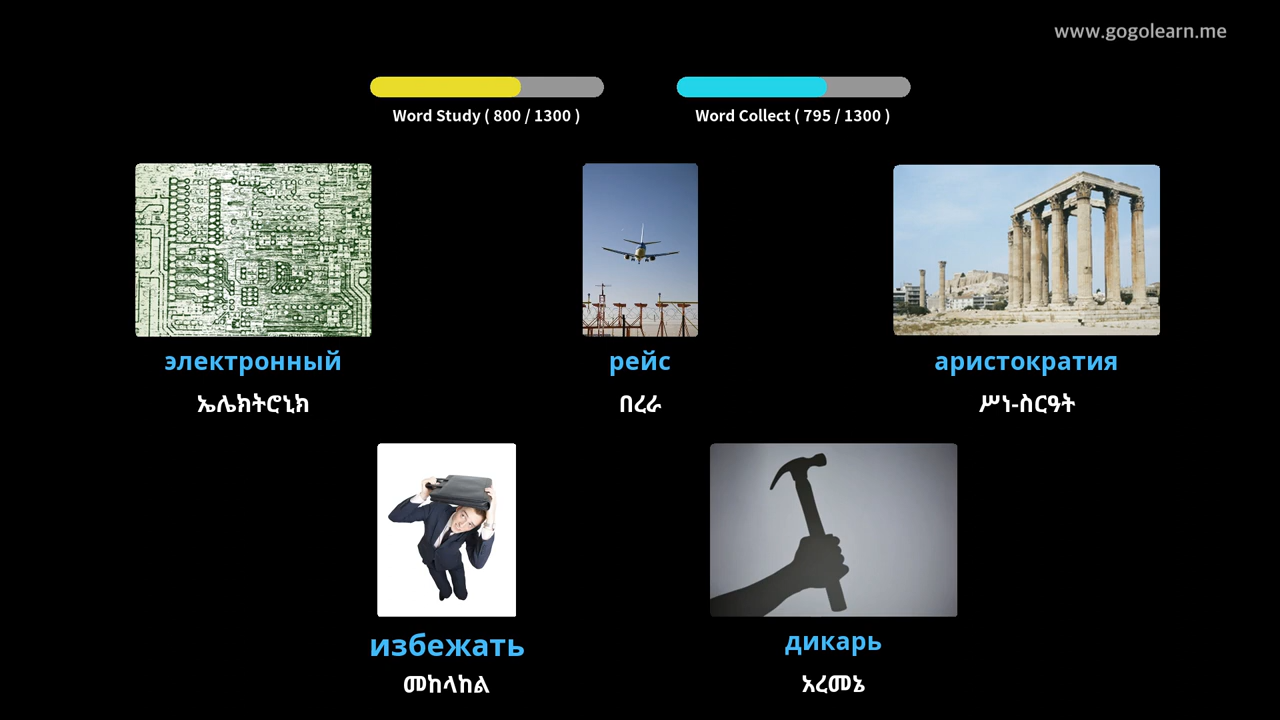 www.gogolearn.me
Word Study ( 800 / 1300 )
Word Collect ( 795 / 1300 )
электронный
ኤሌክትሮኒክ
рейс
በረራ
аристократия
ሥነ-ስርዓት
избежать
መከላከል
дикарь
አረመኔ